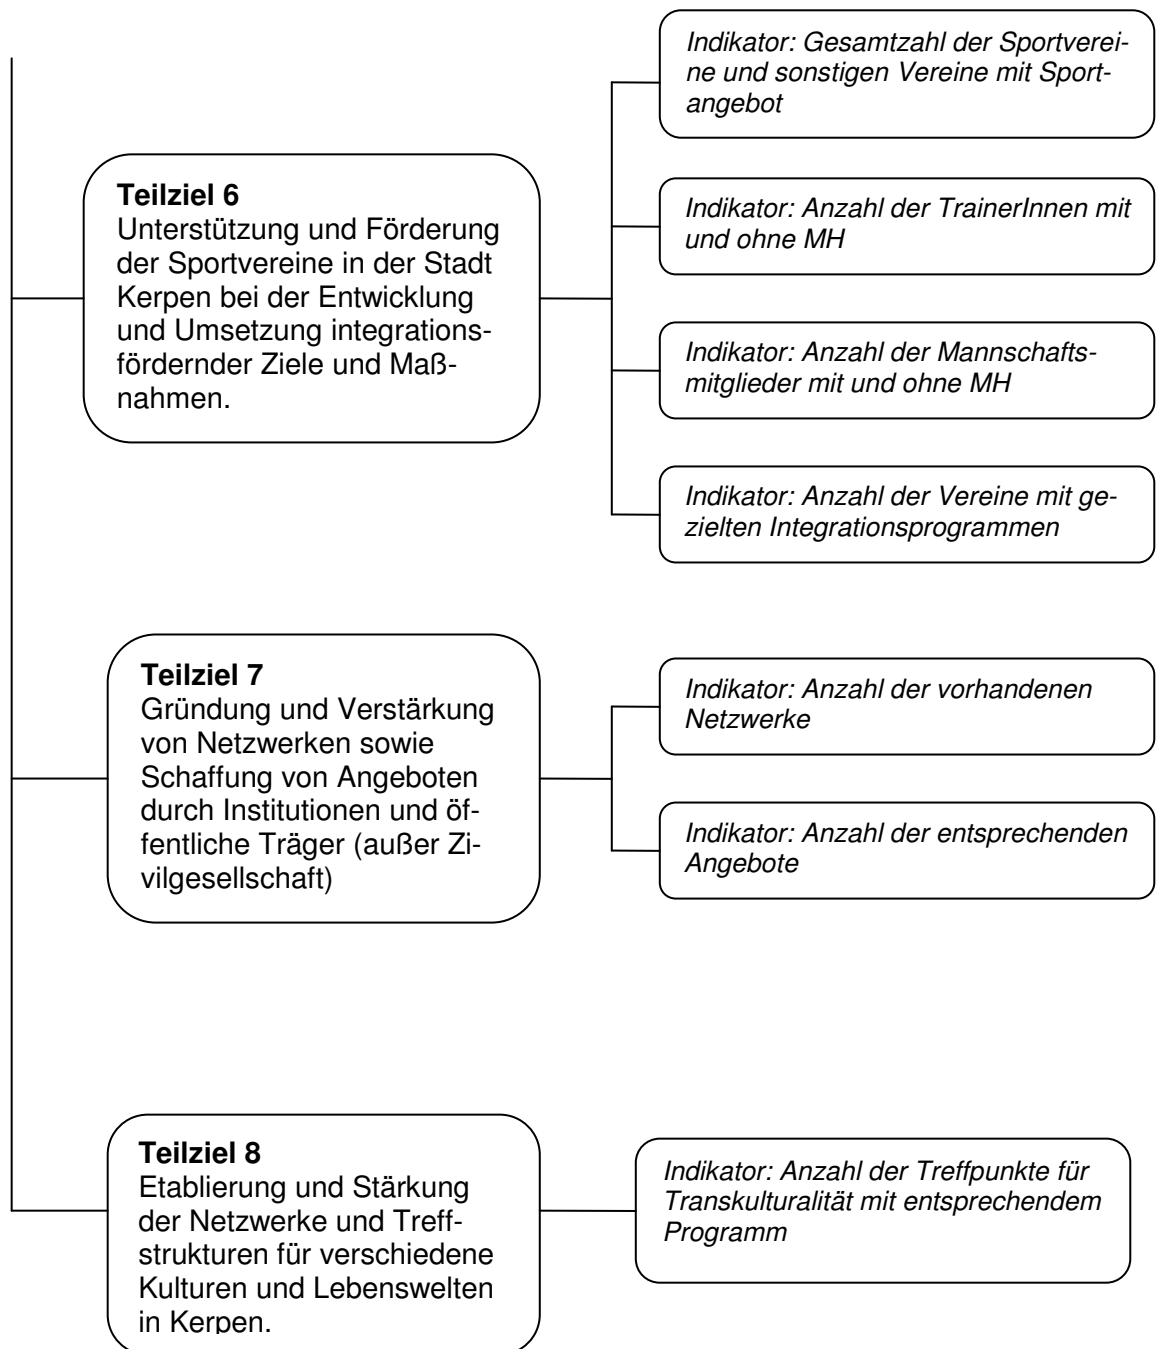 Indikator: Gesamtzahl der Sportverei-
ne und sonstigen Vereine mit Sport-
angebot
Teilziel 6
Unterstützung und Förderung
der Sportvereine in der Stadt
Kerpen bei der Entwicklung
und Umsetzung integrations-
fördernder Ziele und Maß-
nahmen.
Indikator: Anzahl der TrainerInnen mit
und ohne MH
Indikator: Anzahl der Mannschafts-
mitglieder mit und ohne MH
Indikator: Anzahl der Vereine mit ge-
zielten Integrationsprogrammen
Teilziel 7
Gründung und Verstärkung
von Netzwerken sowie
Schaffung von Angeboten
durch Institutionen und öf-
fentliche Träger (außer Zi-
vilgesellschaft)
Indikator: Anzahl der vorhandenen
Netzwerke
Indikator: Anzahl der entsprechenden
Angebote
Teilziel 8
Etablierung und Stärkung
der Netzwerke und Treff-
strukturen für verschiedene
Kulturen und Lebenswelten
in Kerpen.
Indikator: Anzahl der Treffpunkte für
Transkulturalität mit entsprechendem
Programm